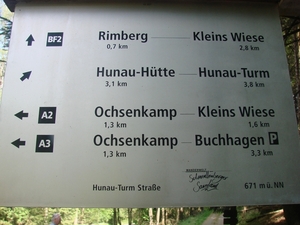 BF2 Rimberg Kleins Wiese
0,7 km 2,8 km
Hunau-Hütte Hunau-Turm
3,1 km 3,8 km
A2 Ochsenkamp Kleins Wiese
1,3 km 1,6 km
A3 Ochsenkamp Buchhagen P
1,3 km 3,3 km
Schmallenberger
Sauerland
Hunau-Turm Straße 671 m ü.NN